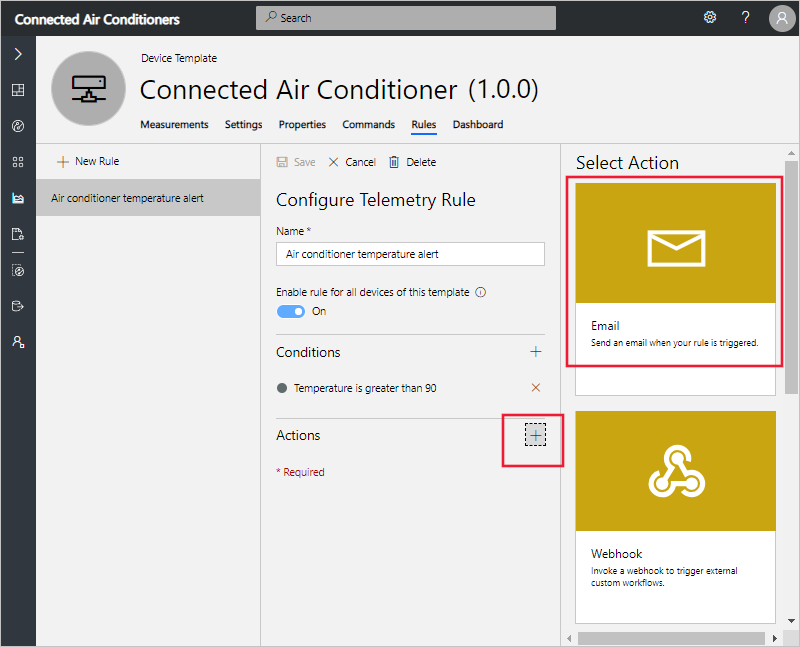 Connected Air Conditioners
Search
?
Device Template
Connected Air Conditioner (1.0.0)
Measurements Settings Properties Commands Rules Dashboard
+ New Rule
Air conditioner temperature alert
Save Cancel Delete
Configure Telemetry Rule
Name *
Air conditioner temperature alert
Enable rule for all devices of this template
On
Conditions
Temperature is greater than 90
Actions
* Required
Select Action
Email
Send an email when your rule is triggered.
Webhook
Invoke a webhook to trigger external
custom workflows.